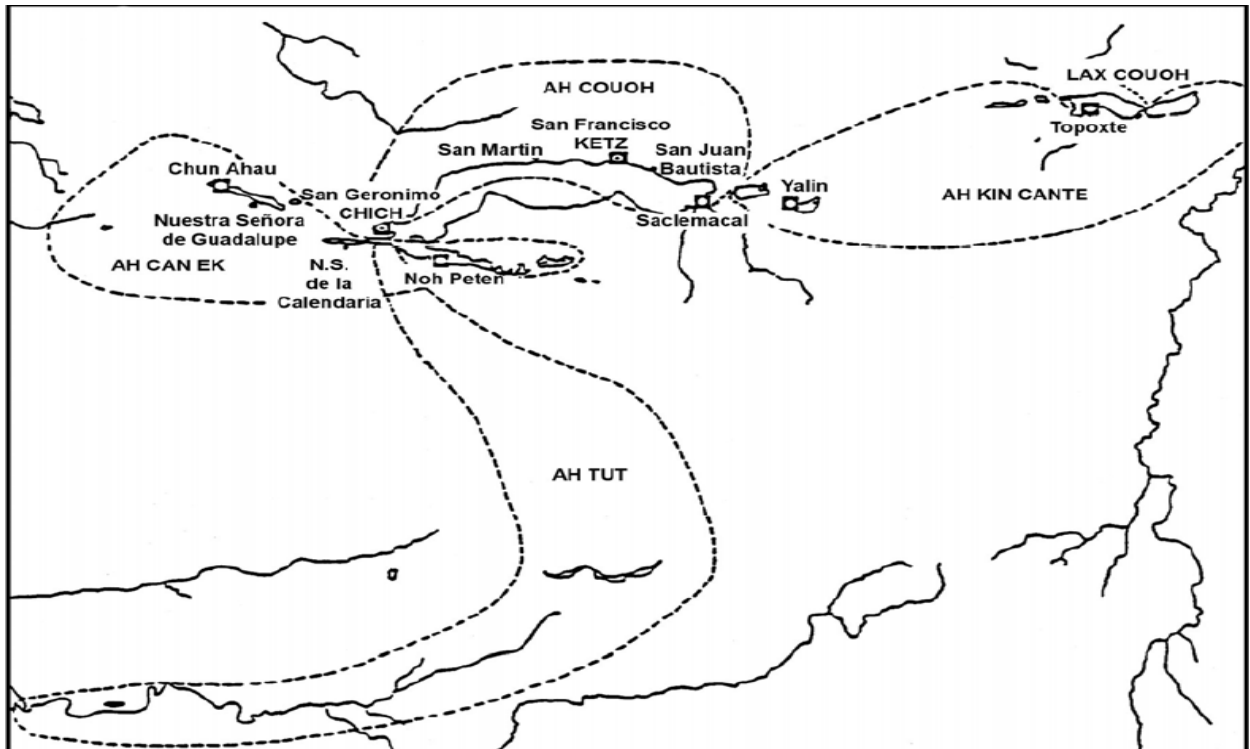 LAX COUOH
AH COUOH
Topoxte
San Francisco
KETZ
San Martin
San Juan
Bautista
Chun Ahau
Yalin
AH KIN CANTE
San Geronimo
CHICH
Saclemacal
Nuestra Señora
de Guadalupe
AH CAN EK
N.S.
de la
Calendaria
Noh Peten
AH TUT